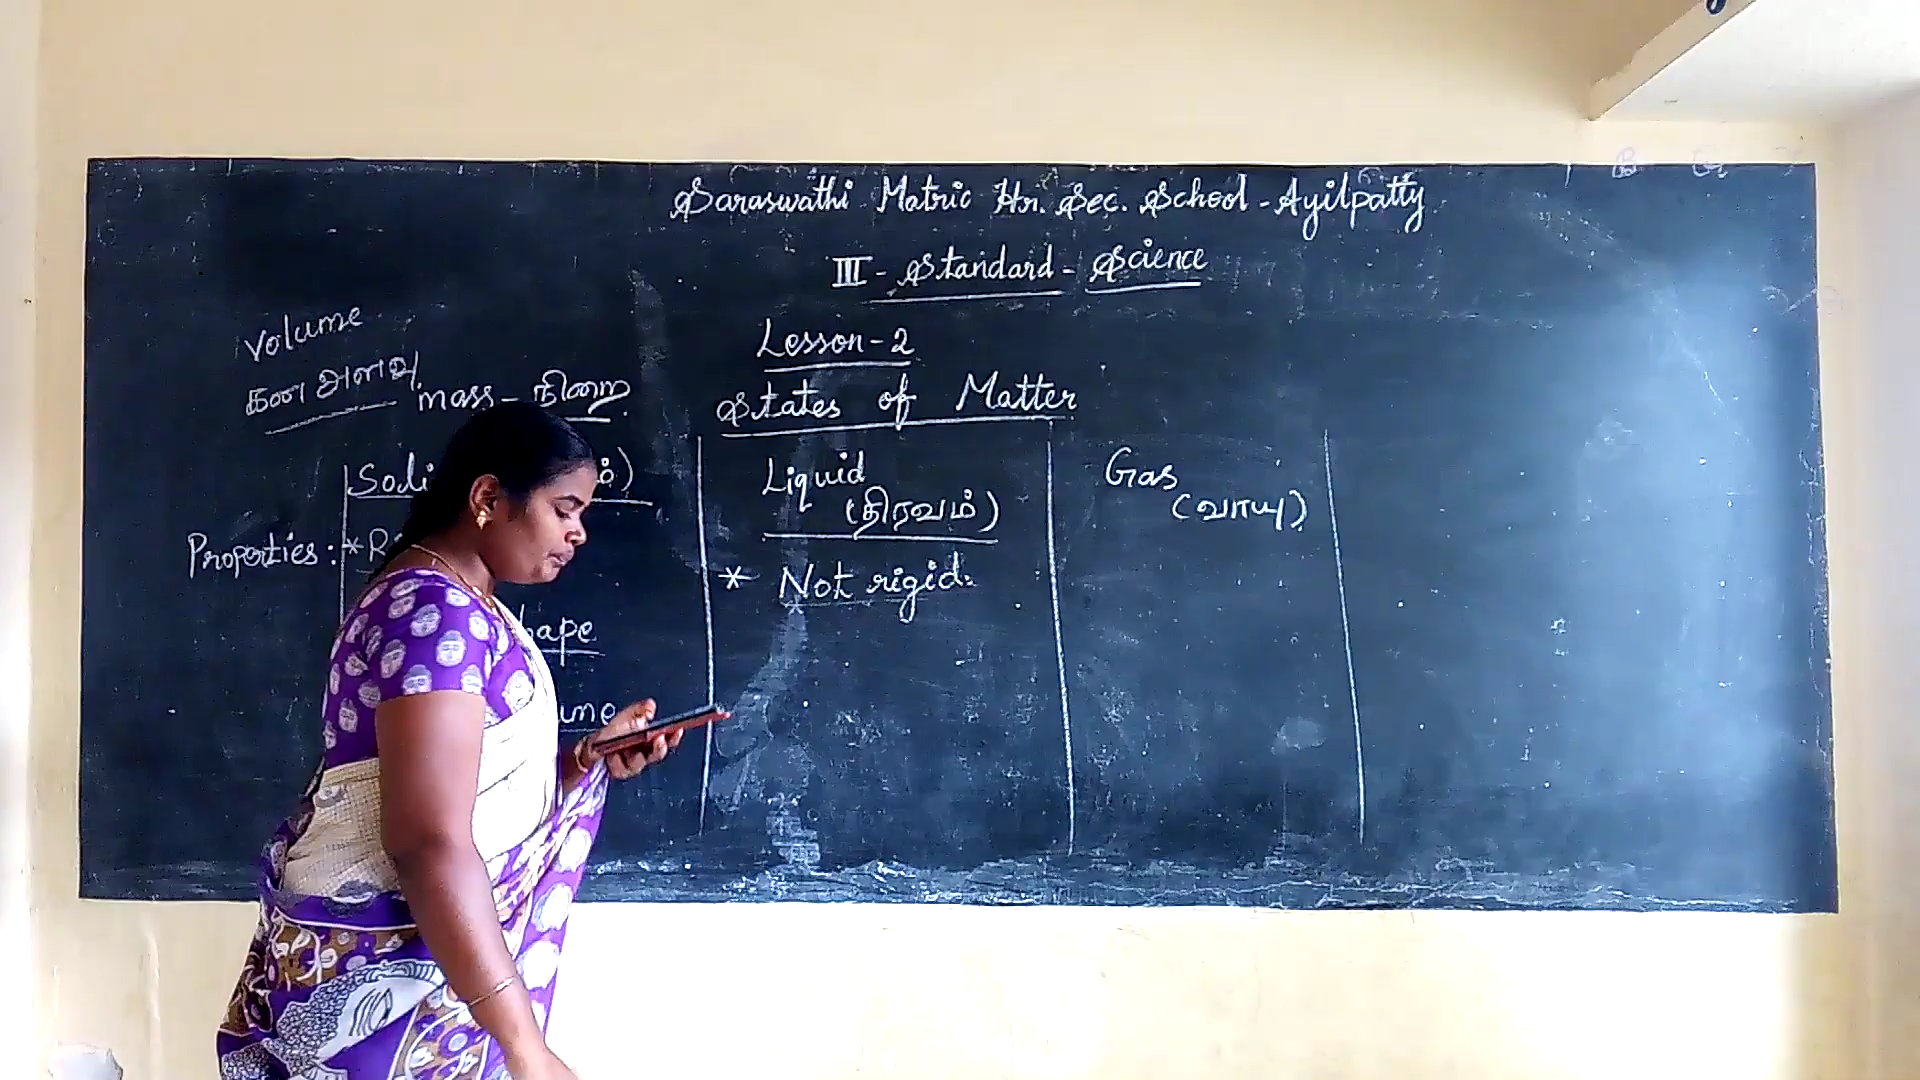 Saraswathi Matric Hr. Sec. School - Ayilpatty
III - Standard - Science
Lesson - 2
States of Matter
volume
கன அளவு
mass - நிறை
Liquid
(திரவம்)
* Not rigid.
Gas
(வாயு)
Properties : *